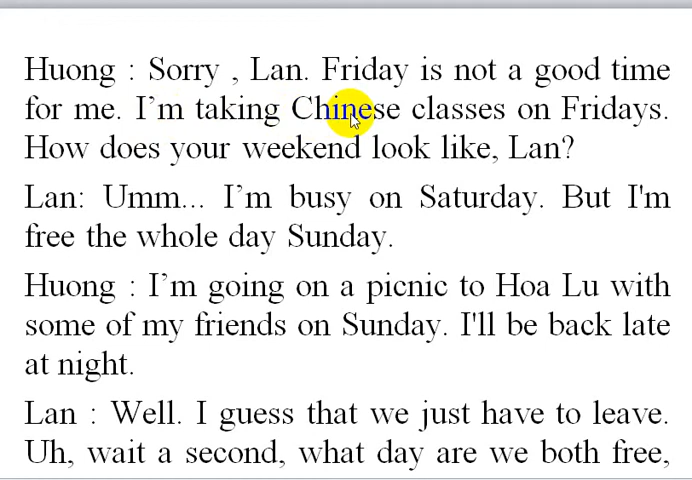 Huong : Sorry , Lan. Friday is not a good time
for me. I’m taking Chinese classes on Fridays.
How does your weekend look like, Lan?
Lan: Umm... I’m busy on Saturday. But I'm
free the whole day Sunday.
Huong : I’m going on a picnic to Hoa Lu with
some of my friends on Sunday. I'll be back late
at night.
Lan : Well. I guess that we just have to leave.
Uh, wait a second, what day are we both free,